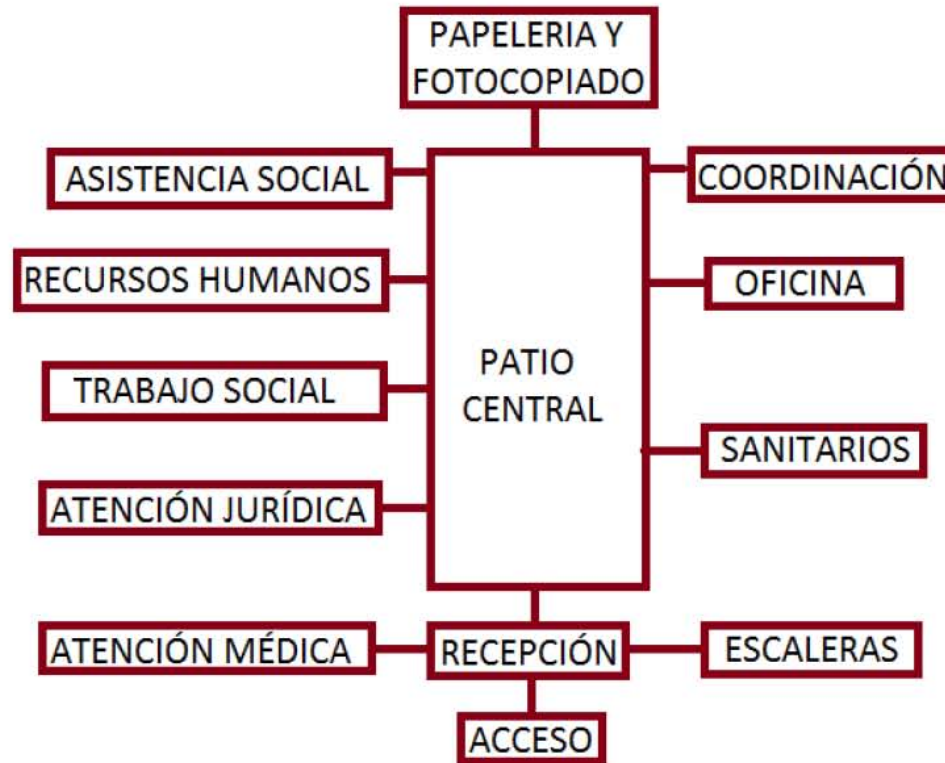 PAPELERIA Y
FOTOCOPIADO
ASISTENCIA SOCIAL
COORDINACIÓN
RECURSOS HUMANOS
OFICINA
PATIO
CENTRAL
TRABAJO SOCIAL
SANITARIOS
ATENCIÓN JURÍDICA
ATENCIÓN MÉDICA
RECEPCIÓN
ESCALERAS
ACCESO